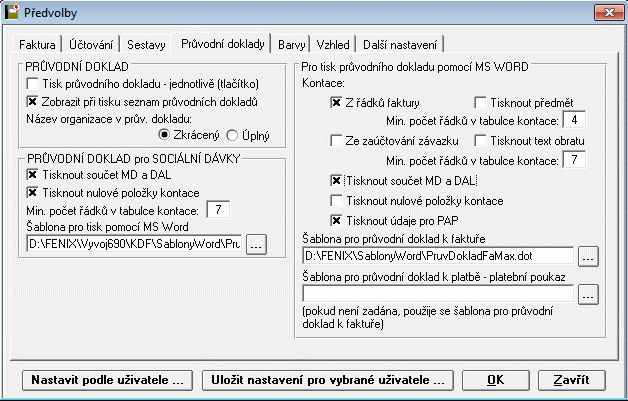 Předvolby
Faktura Účtování Sestavy Průvodní doklady Barvy Vzhled Další nastavení
PRŮVODNÍ DOKLAD
Tisk průvodního dokladu - jednotlivě (tlačítko)
Zobrazit při tisku seznam průvodních dokladů
Název organizace v prův. dokladu:
Zkrácený Úplný
PRŮVODNÍ DOKLAD pro SOCIÁLNÍ DÁVKY
Tisknout součet MD a DAL
Tisknout nulové položky kontace
Min. počet řádků v tabulce kontace: 7
Šablona pro tisk pomocí MS Word
D:\FENIX\Vyvoj690\KDF\SablonyWord\Pru ...
Pro tisk průvodního dokladu pomocí MS WORD
Kontace:
Z řádků faktury Tisknout předmět
Min. počet řádků v tabulce kontace: 4
Ze zaúčtování závazku Tisknout text obratu
Min. počet řádků v tabulce kontace: 7
Tisknout součet MD a DAL
Tisknout nulové položky kontace
Tisknout údaje pro PAP
Šablona pro průvodní doklad k faktuře
D:\FENIX\SablonyWord\PruvDokladFaMax.dot ...
Šablona pro průvodní doklad k platbě - platební poukaz
...
(pokud není zadána, použije se šablona pro průvodní
doklad k faktuře)
Nastavit podle uživatele ... Uložit nastavení pro vybrané uživatele ... OK Zavřít